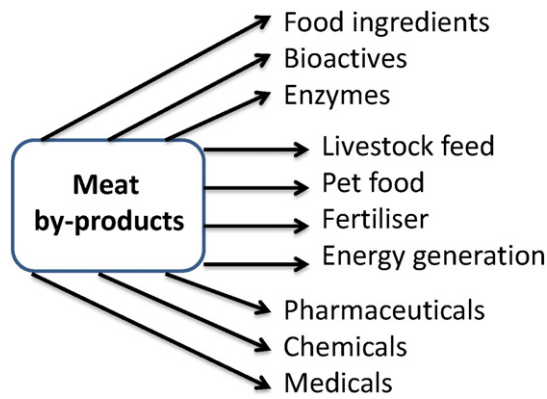 Food ingredients
Bioactives
Enzymes
Livestock feed
Meat
by-products
Pet food
Fertiliser
Energy generation
Pharmaceuticals
Chemicals
Medicals